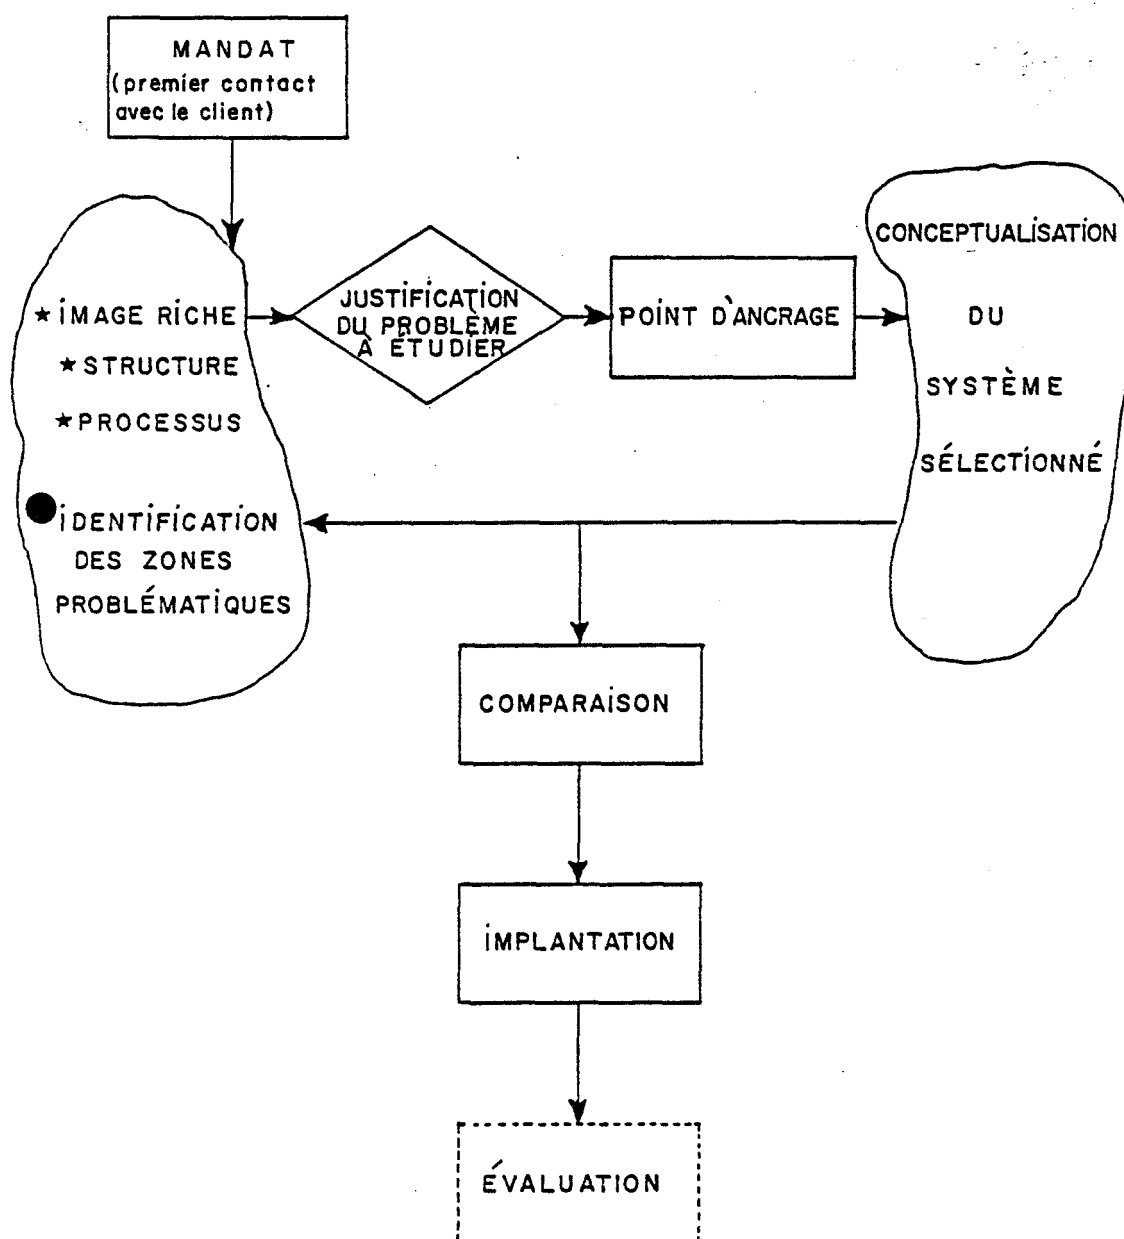 MANDAT
(premier contact
avec le client)
★ IMAGE RICHE
★ STRUCTURE
★ PROCESSUS
● IDENTIFICATION
DES ZONES
PROBLÉMATIQUES
JUSTIFICATION
DU PROBLÈME
À ÉTUDIER
POINT D'ANCRAGE
CONCEPTUALISATION
DU
SYSTÈME
SÉLECTIONNÉ
COMPARAISON
IMPLANTATION
ÉVALUATION